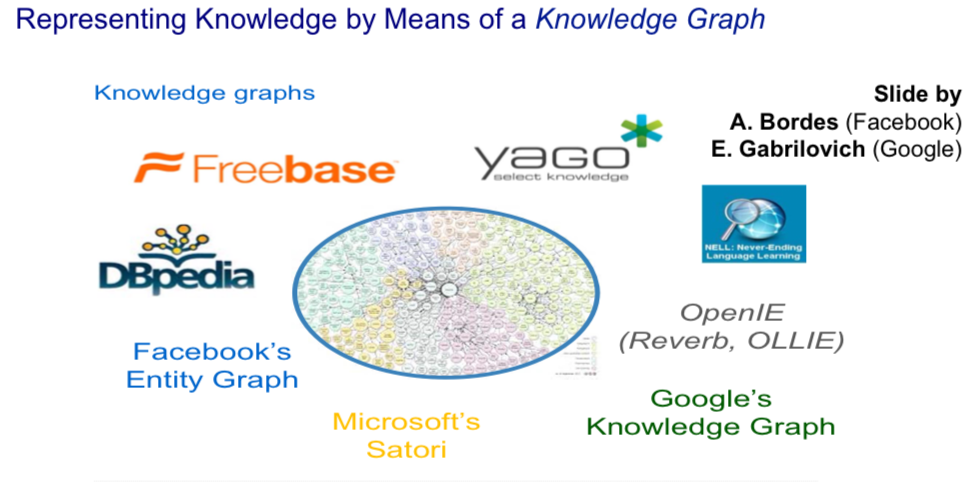 Representing Knowledge by Means of a Knowledge Graph
Knowledge graphs
Slide by
A. Bordes (Facebook)
E. Gabrilovich (Google)
Freebase
yago
select knowledge
DBpedia
NELL: Never-Ending
Language Learning
OpenIE
(Reverb, OLLIE)
Facebook's
Entity Graph
Google's
Knowledge Graph
Microsoft's
Satori